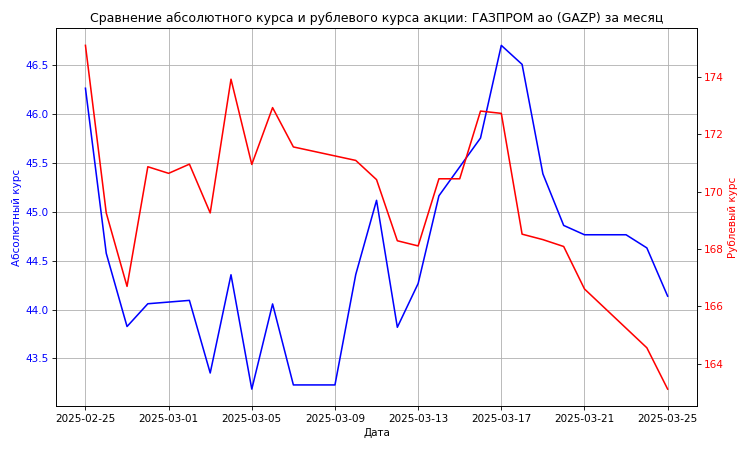 Сравнение абсолютного курса и рублевого курса акции: ГАЗПРОМ ао (GAZP) за месяц
46.5
46.0
45.5
45.0
44.5
44.0
43.5
Абсолютный курс
174
172
170
168
166
164
Рублевый курс
2025-02-25 2025-03-01 2025-03-05 2025-03-09 2025-03-13 2025-03-17 2025-03-21 2025-03-25
Дата